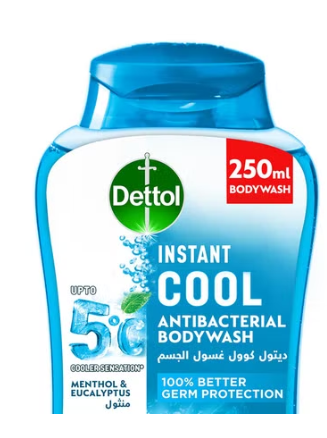 250ml
BODYWASH
Dettol
INSTANT
COOL
UPTO
5°C
COOLER SENSATION*
ANTIBACTERIAL
BODYWASH
ديتول كوول غسول الجسم
MENTHOL &
EUCALYPTUS
منثول
100% BETTER
GERM PROTECTION